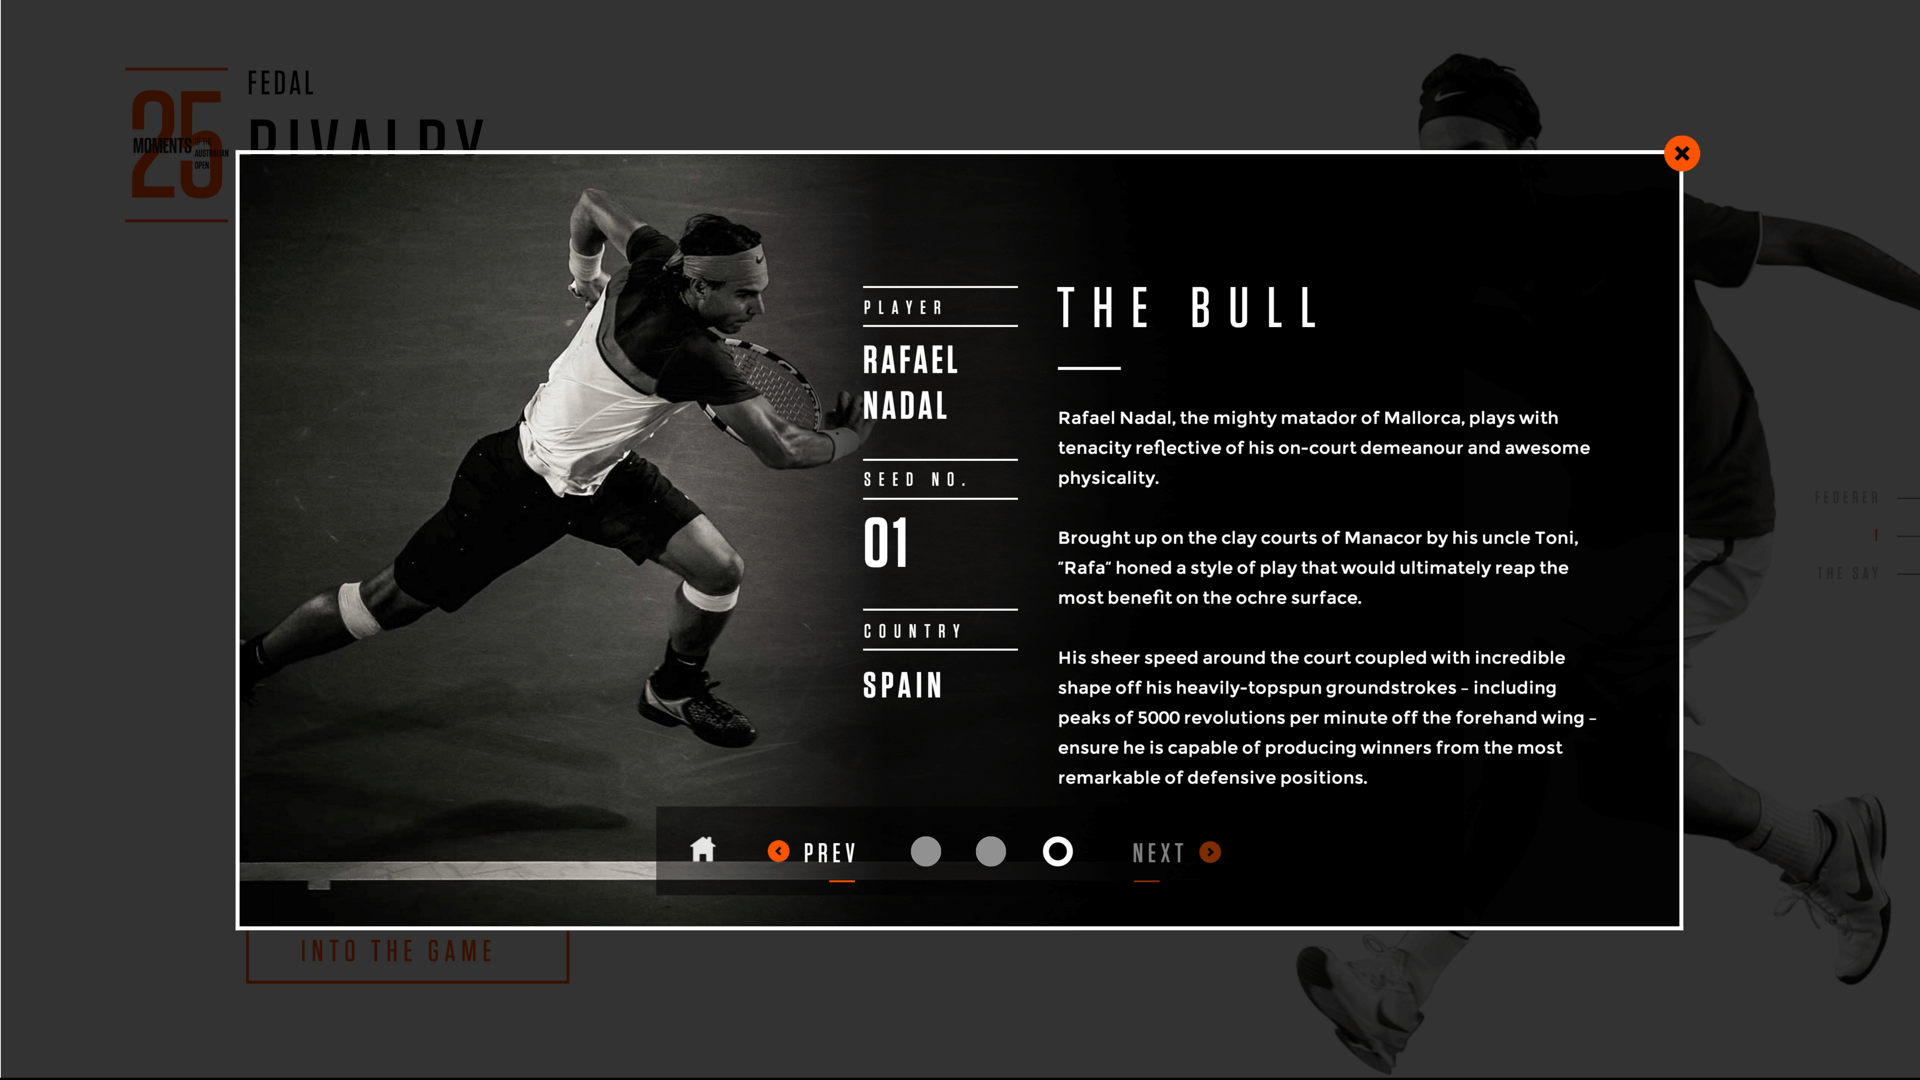 FEDAL
RIVALRY
25
MOMENTS
AUSTRALIAN
OPEN
PLAYER
RAFAEL
NADAL
SEED NO.
01
COUNTRY
SPAIN
THE BULL
Rafael Nadal, the mighty matador of Mallorca, plays with
tenacity reflective of his on-court demeanour and awesome
physicality.
Brought up on the clay courts of Manacor by his uncle Toni,
"Rafa" honed a style of play that would ultimately reap the
most benefit on the ochre surface.
His sheer speed around the court coupled with incredible
shape off his heavily-topspun groundstrokes – including
peaks of 5000 revolutions per minute off the forehand wing –
ensure he is capable of producing winners from the most
remarkable of defensive positions.
PREV
NEXT
FEDERER
THE SAY
INTO THE GAME